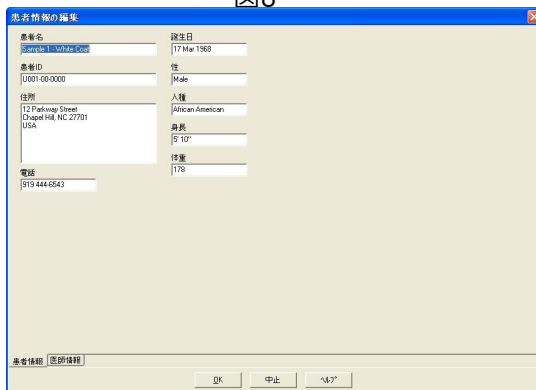 図8
患者情報の編集
患者名
Sample 1 - White Coat
患者ID
U001-00-0000
住所
12 Parkway Street
Chapel Hill, NC 27701
USA
電話
919 444-6543
誕生日
17 Mar 1968
性
Male
人種
African American
身長
5' 10"
体重
178
患者情報
医師情報
OK
中止
ﾍﾙﾌﾟ